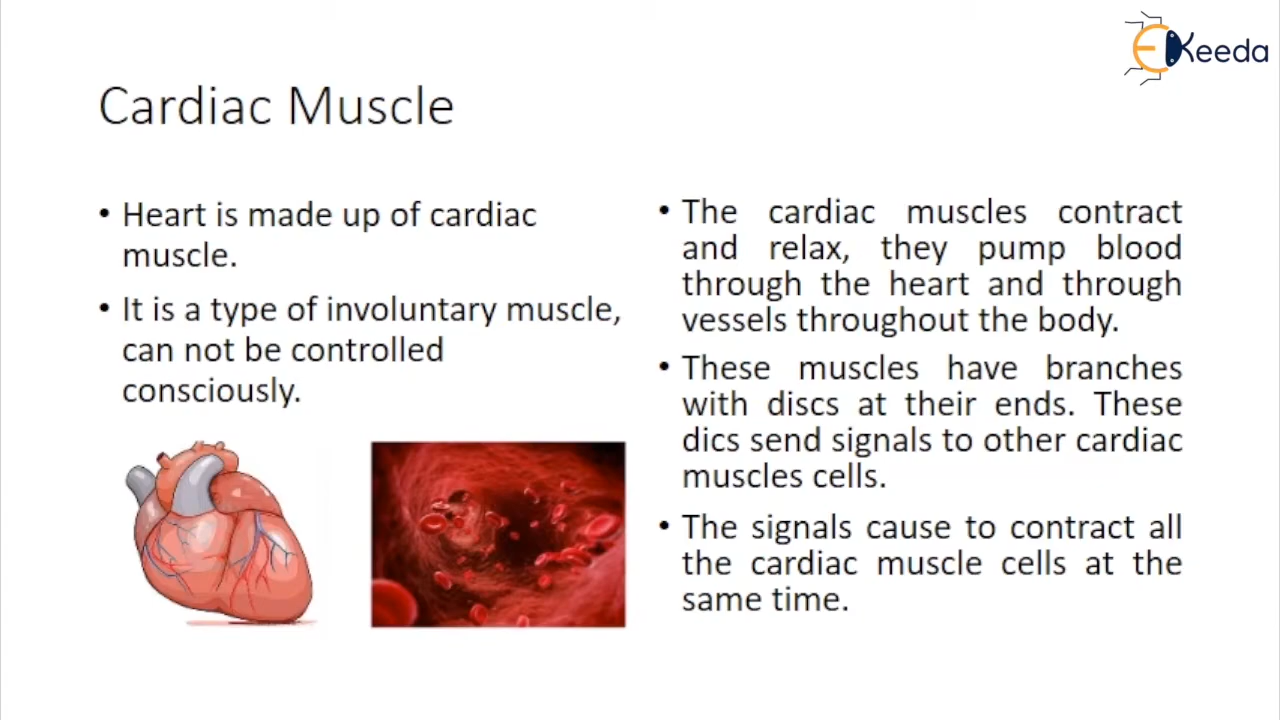 EKeeda
Cardiac Muscle
• Heart is made up of cardiac
muscle.
• It is a type of involuntary muscle,
can not be controlled
consciously.
• The cardiac muscles contract
and relax, they pump blood
through the heart and through
vessels throughout the body.
• These muscles have branches
with discs at their ends. These
dics send signals to other cardiac
muscles cells.
• The signals cause to contract all
the cardiac muscle cells at the
same time.